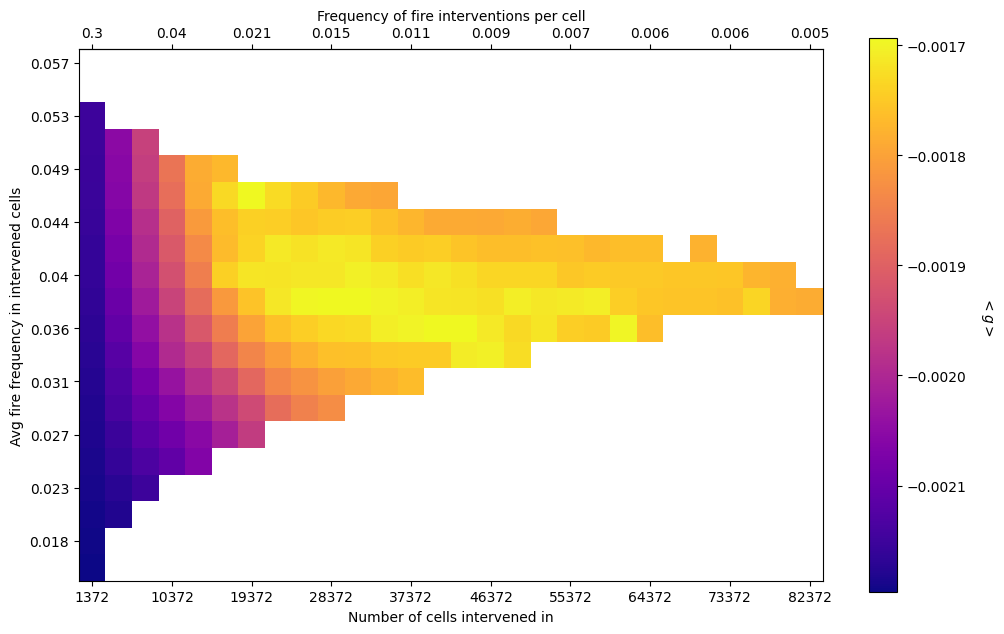 Frequency of fire interventions per cell
0.3 0.04 0.021 0.015 0.011 0.009 0.007 0.006 0.006 0.005
Avg fire frequency in intervened cells
0.057
0.053
0.049
0.044
0.04
0.036
0.031
0.027
0.023
0.018
1372 10372 19372 28372 37372 46372 55372 64372 73372 82372
Number of cells intervened in
−0.0017
−0.0018
−0.0019
−0.0020
−0.0021
< g >